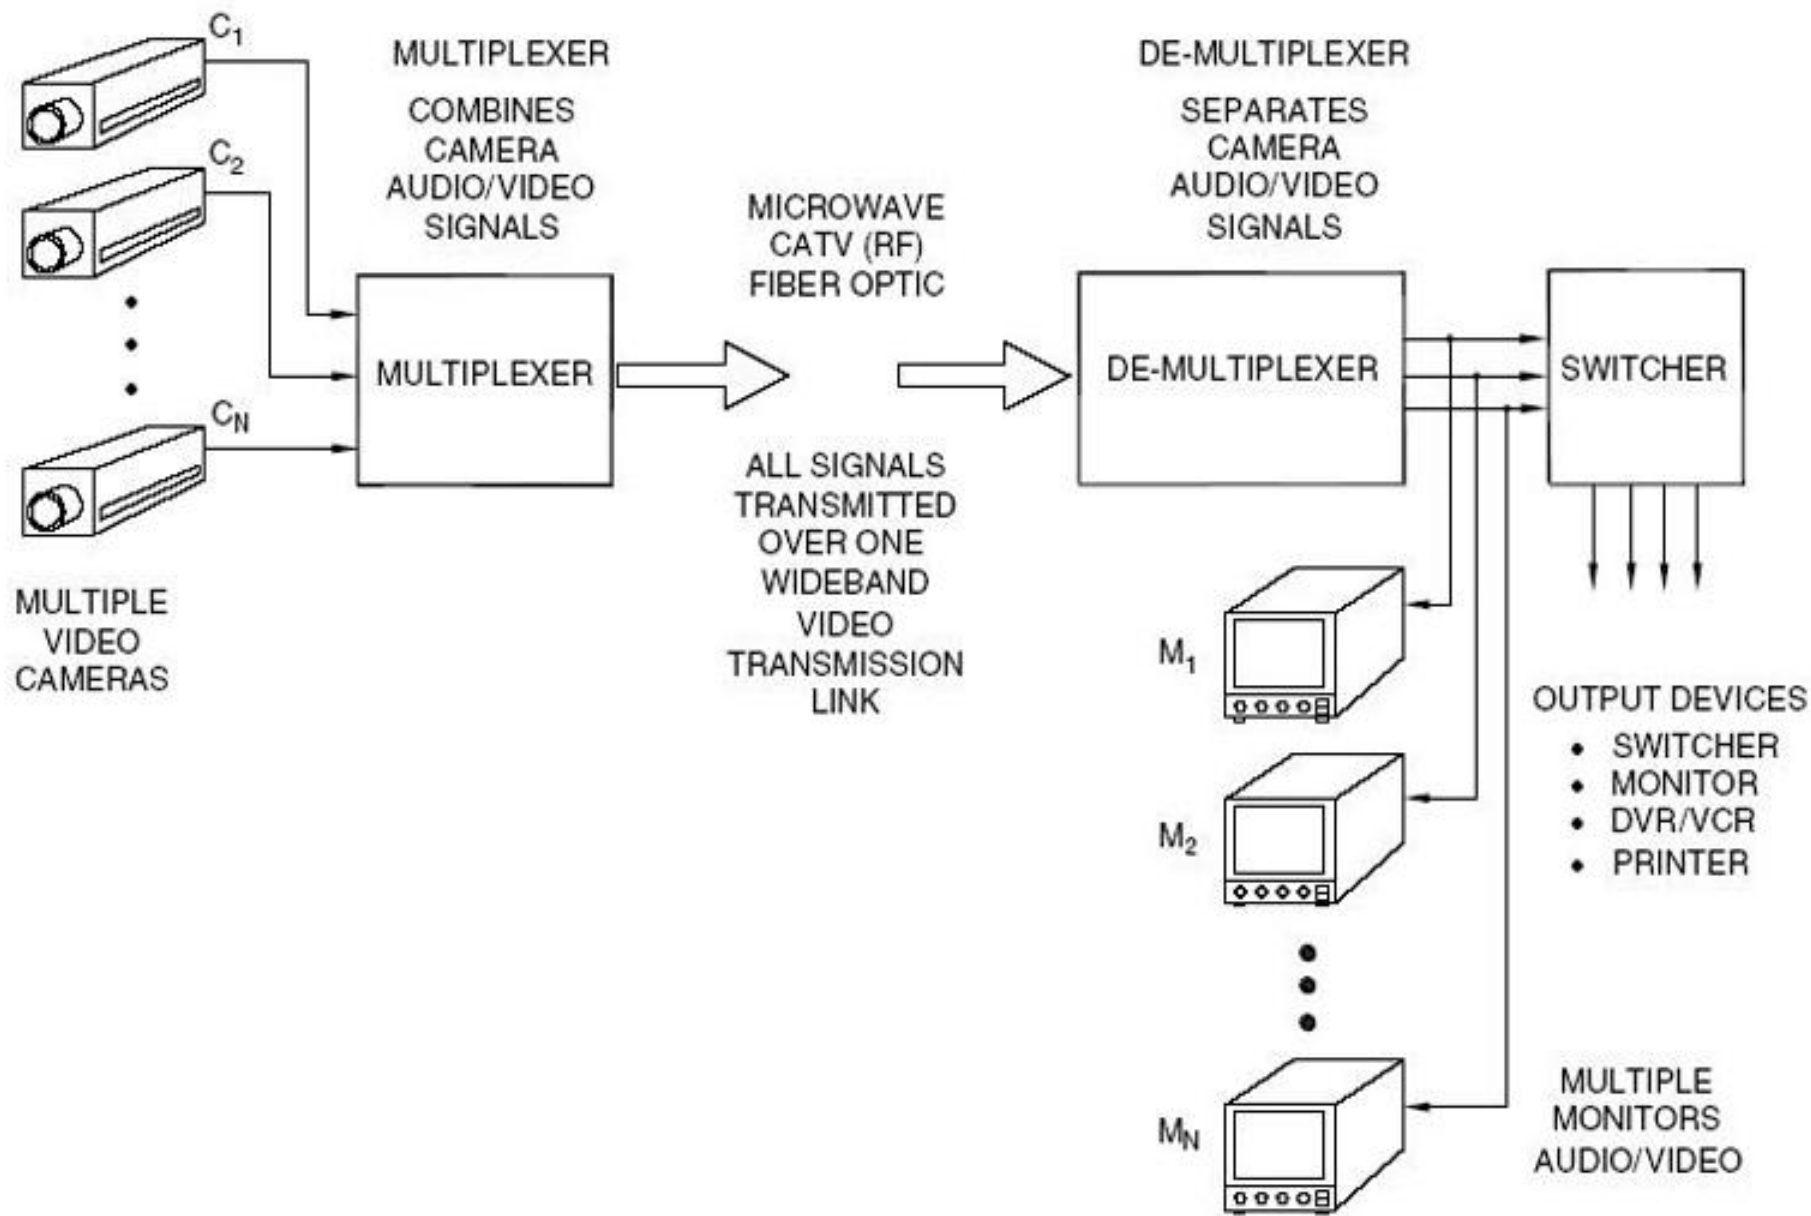 C1
MULTIPLEXER
COMBINES
CAMERA
AUDIO/VIDEO
SIGNALS
DE-MULTIPLEXER
SEPARATES
CAMERA
AUDIO/VIDEO
SIGNALS
C2
MICROWAVE
CATV (RF)
FIBER OPTIC
MULTIPLEXER
DE-MULTIPLEXER
SWITCHER
CN
ALL SIGNALS
TRANSMITTED
OVER ONE
WIDEBAND
VIDEO
TRANSMISSION
LINK
MULTIPLE
VIDEO
CAMERAS
M1
OUTPUT DEVICES
• SWITCHER
• MONITOR
• DVR/VCR
• PRINTER
M2
MN
MULTIPLE
MONITORS
AUDIO/VIDEO